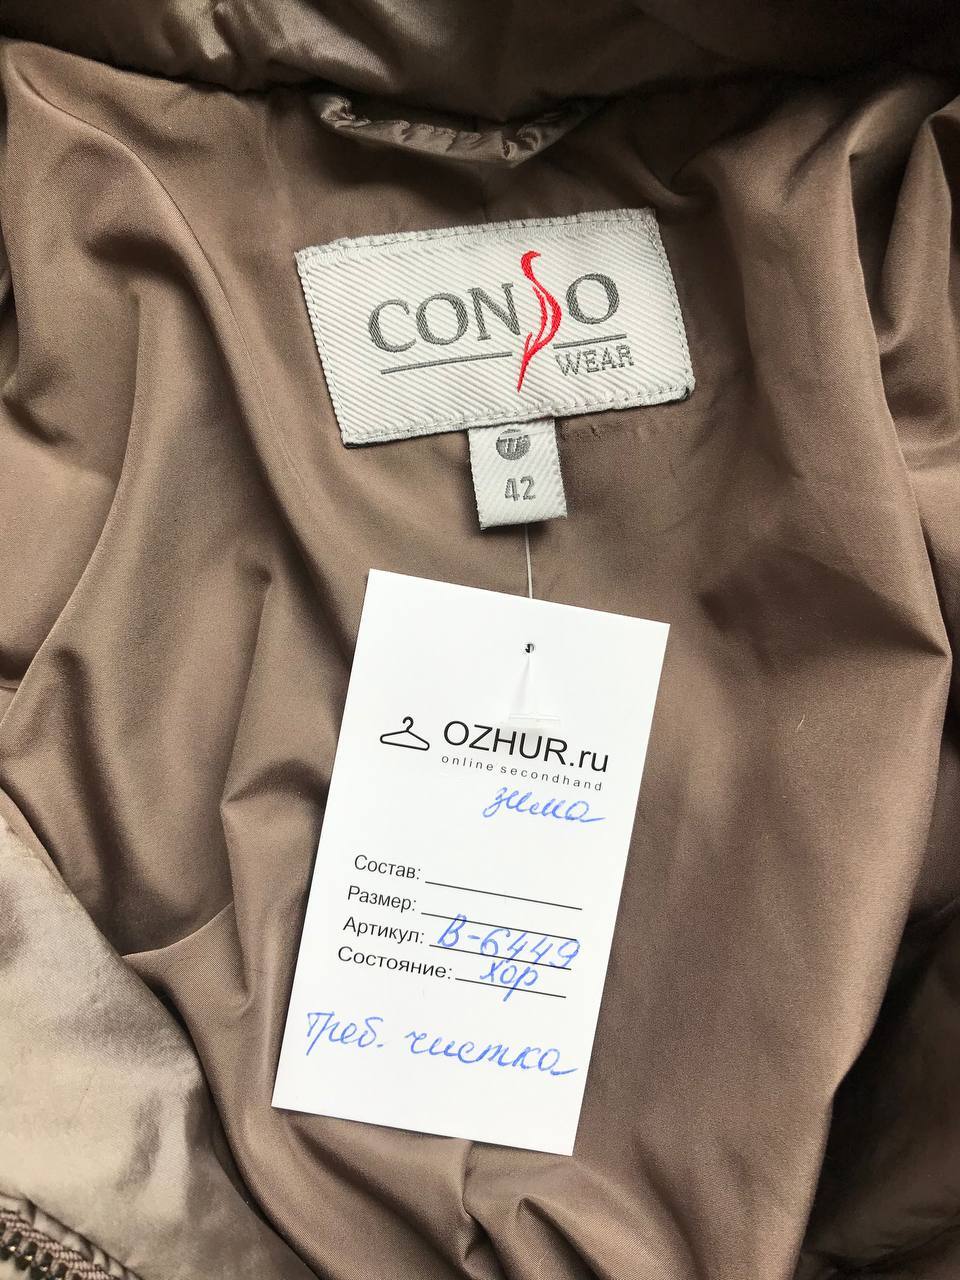 CONSO
WEAR
42
OZHUR.ru
online secondhand
зима
Состав:
Размер:
Артикул: В-6449
Состояние: хор
треб. чистка